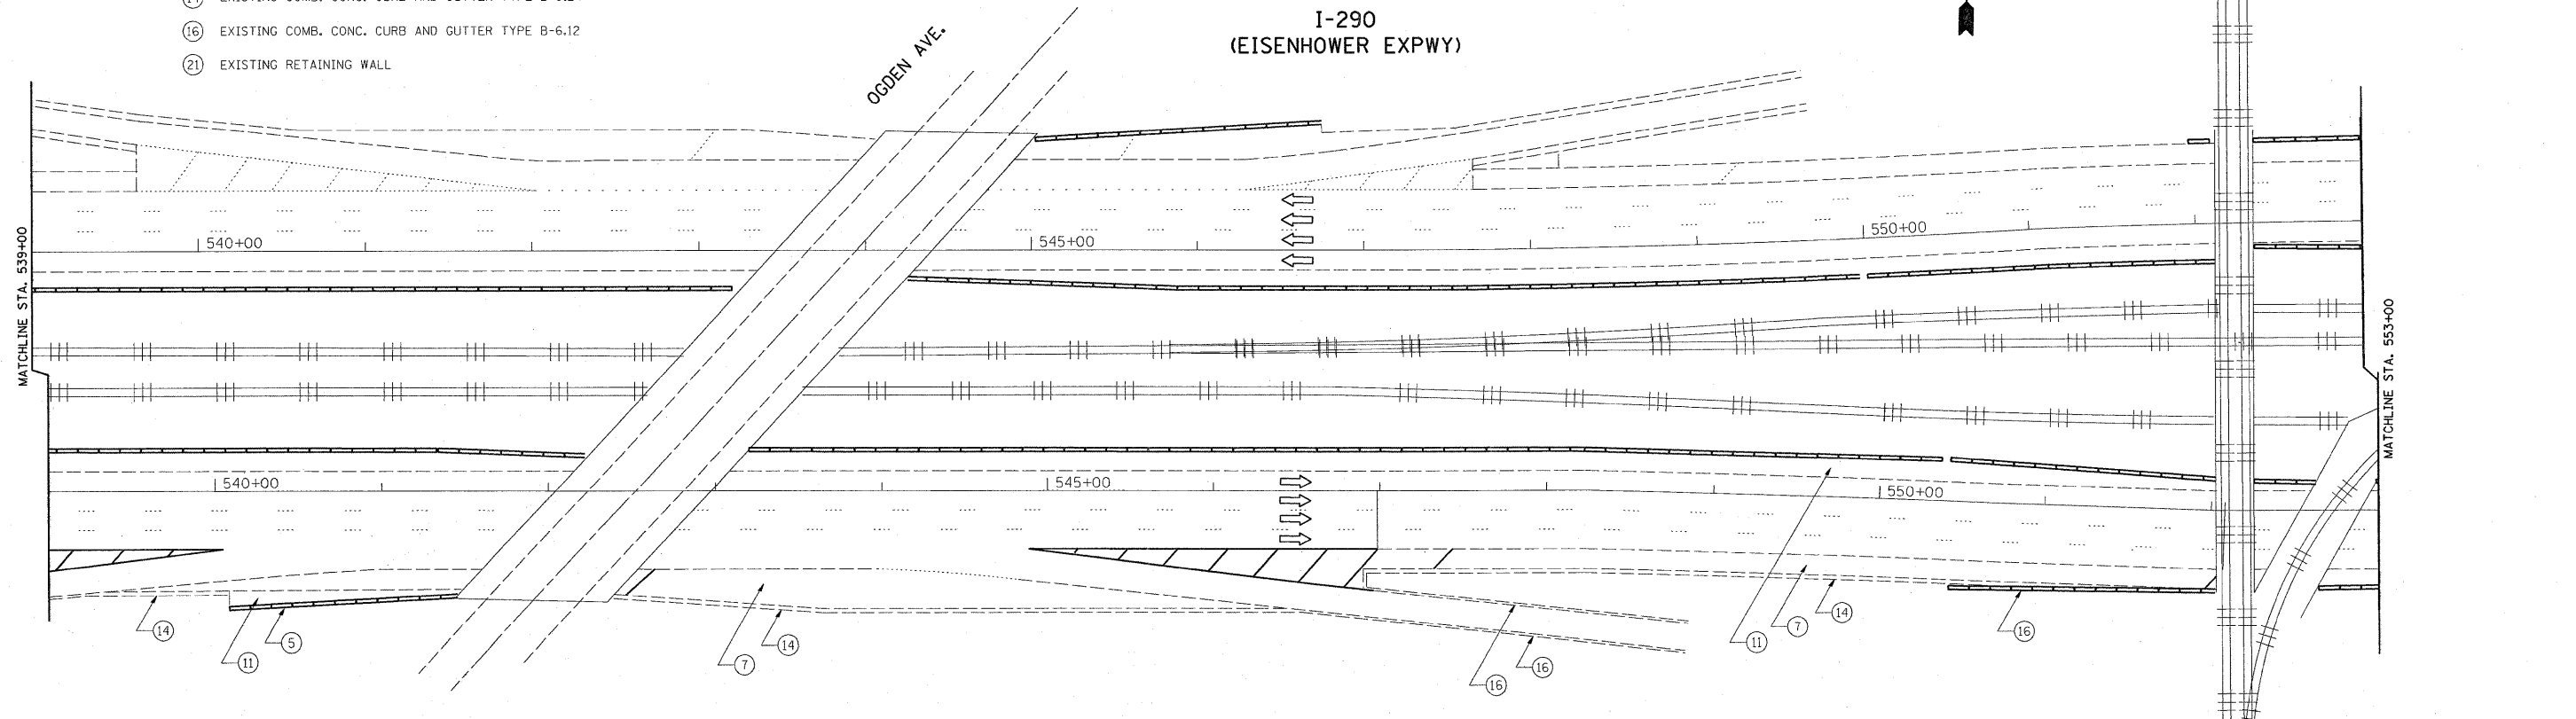 16 EXISTING COMB. CONC. CURB AND GUTTER TYPE B-6.12
21 EXISTING RETAINING WALL
I-290
(EISENHOWER EXPWY)
OGDEN AVE.
MATCHLINE STA. 539+00
540+00
545+00
550+00
MATCHLINE STA. 553+00
540+00
545+00
550+00
14
11
5
7
14
16
16
11
7
14
16